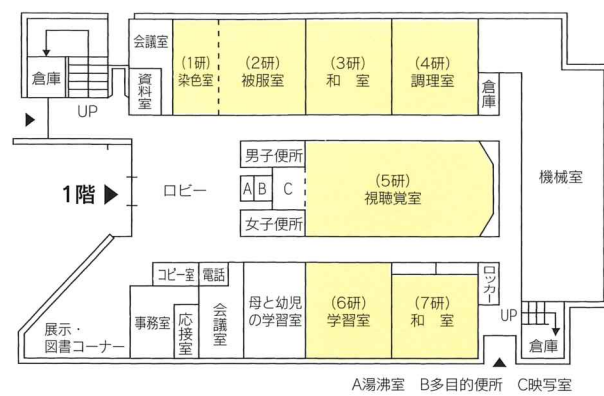 会議室
資料室
(1研)
染色室
(2研)
被服室
(3研)
和 室
(4研)
調理室
倉庫
倉庫
UP
機械室
男子便所
A
B
C
女子便所
(5研)
視聴覚室
1階
ロビー
コピー室
電話
事務室
応接室
会議室
母と幼児
の学習室
(6研)
学習室
(7研)
和 室
ロッカー
UP
倉庫
展示・
図書コーナー
A湯沸室 B多目的便所 C映写室